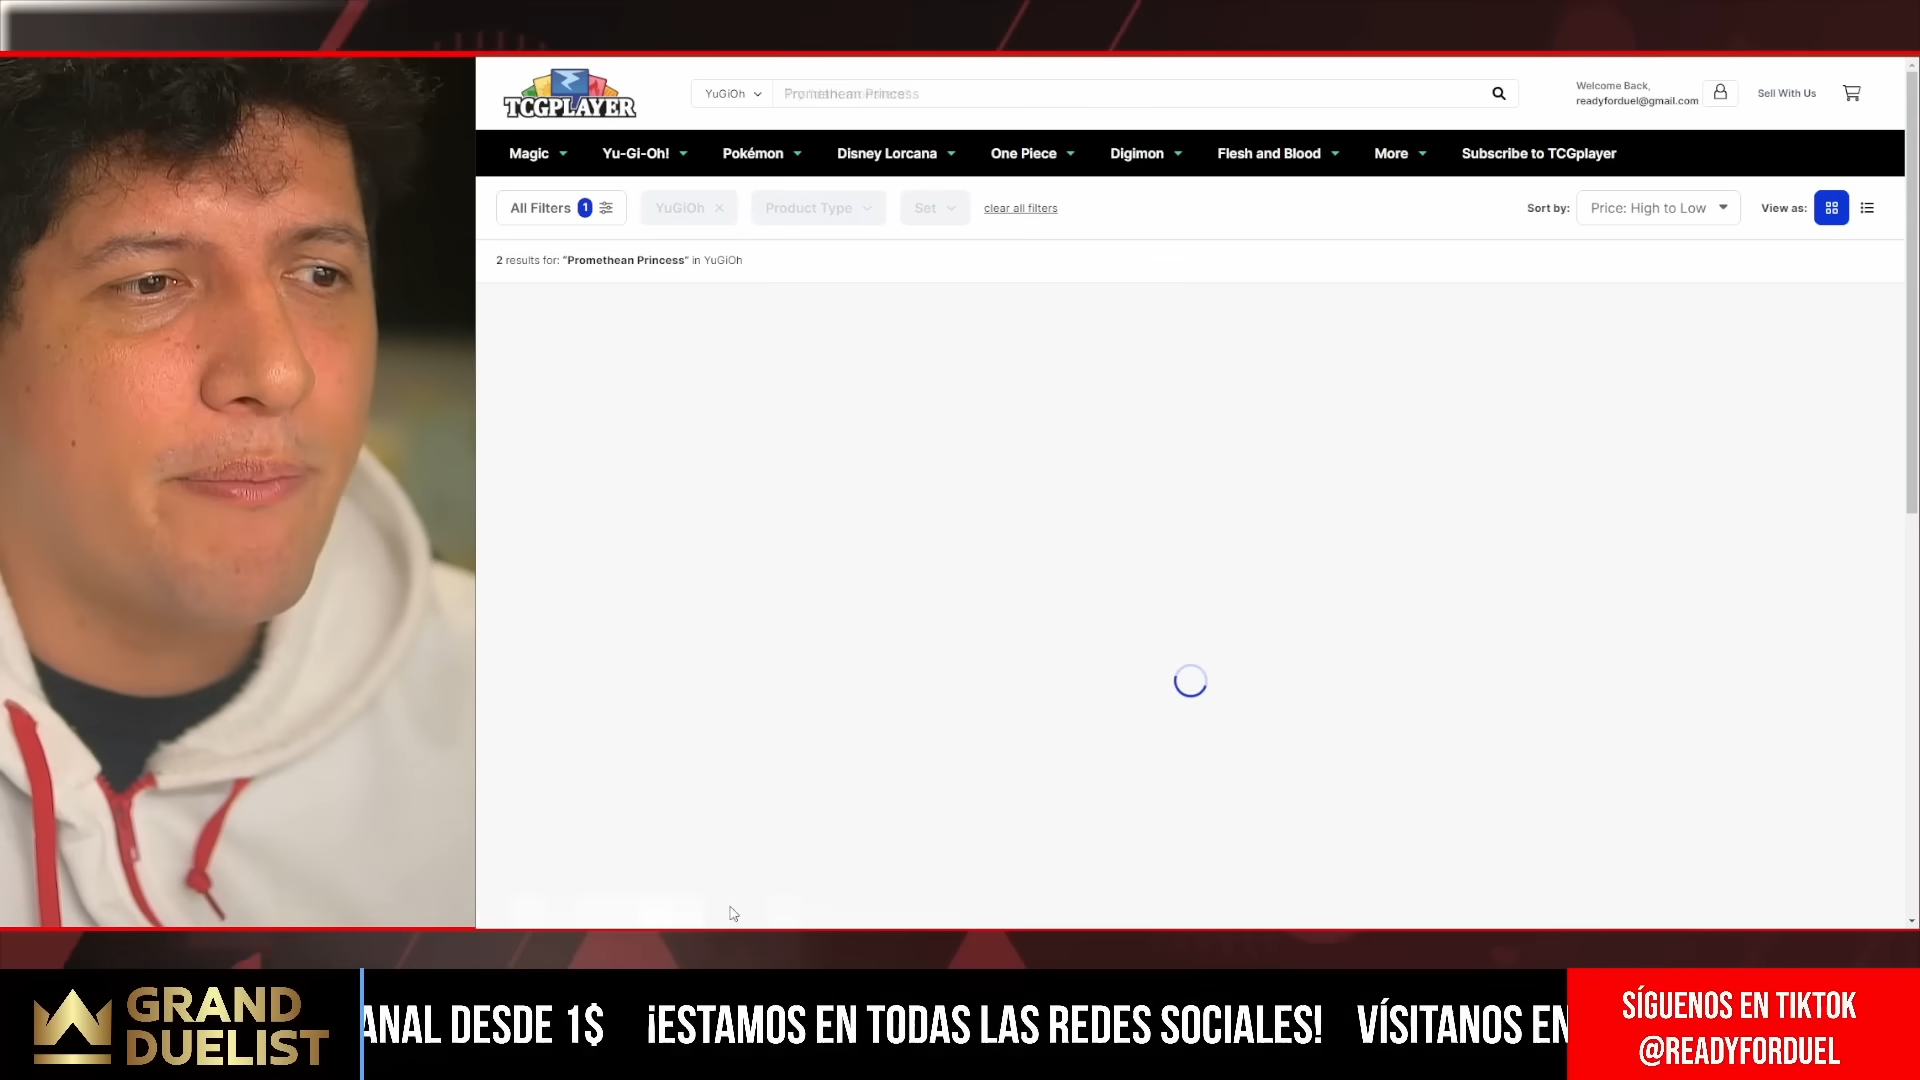 TCGPLAYER
YuGiOh
Promethean Princess
Welcome Back,
readyforduel@gmail.com
Sell With Us
Magic
Yu-Gi-Oh!
Pokémon
Disney Lorcana
One Piece
Digimon
Flesh and Blood
More
Subscribe to TCGplayer
All Filters 1
YuGiOh
Product Type
Set
clear all filters
Sort by:
Price: High to Low
View as:
2 results for: "Promethean Princess" in YuGiOh
GRAND
DUELIST
ANAL DESDE 1$ ¡ESTAMOS EN TODAS LAS REDES SOCIALES! VÍSITANOS EN
SÍGUENOS EN TIKTOK
@READYFORDUEL